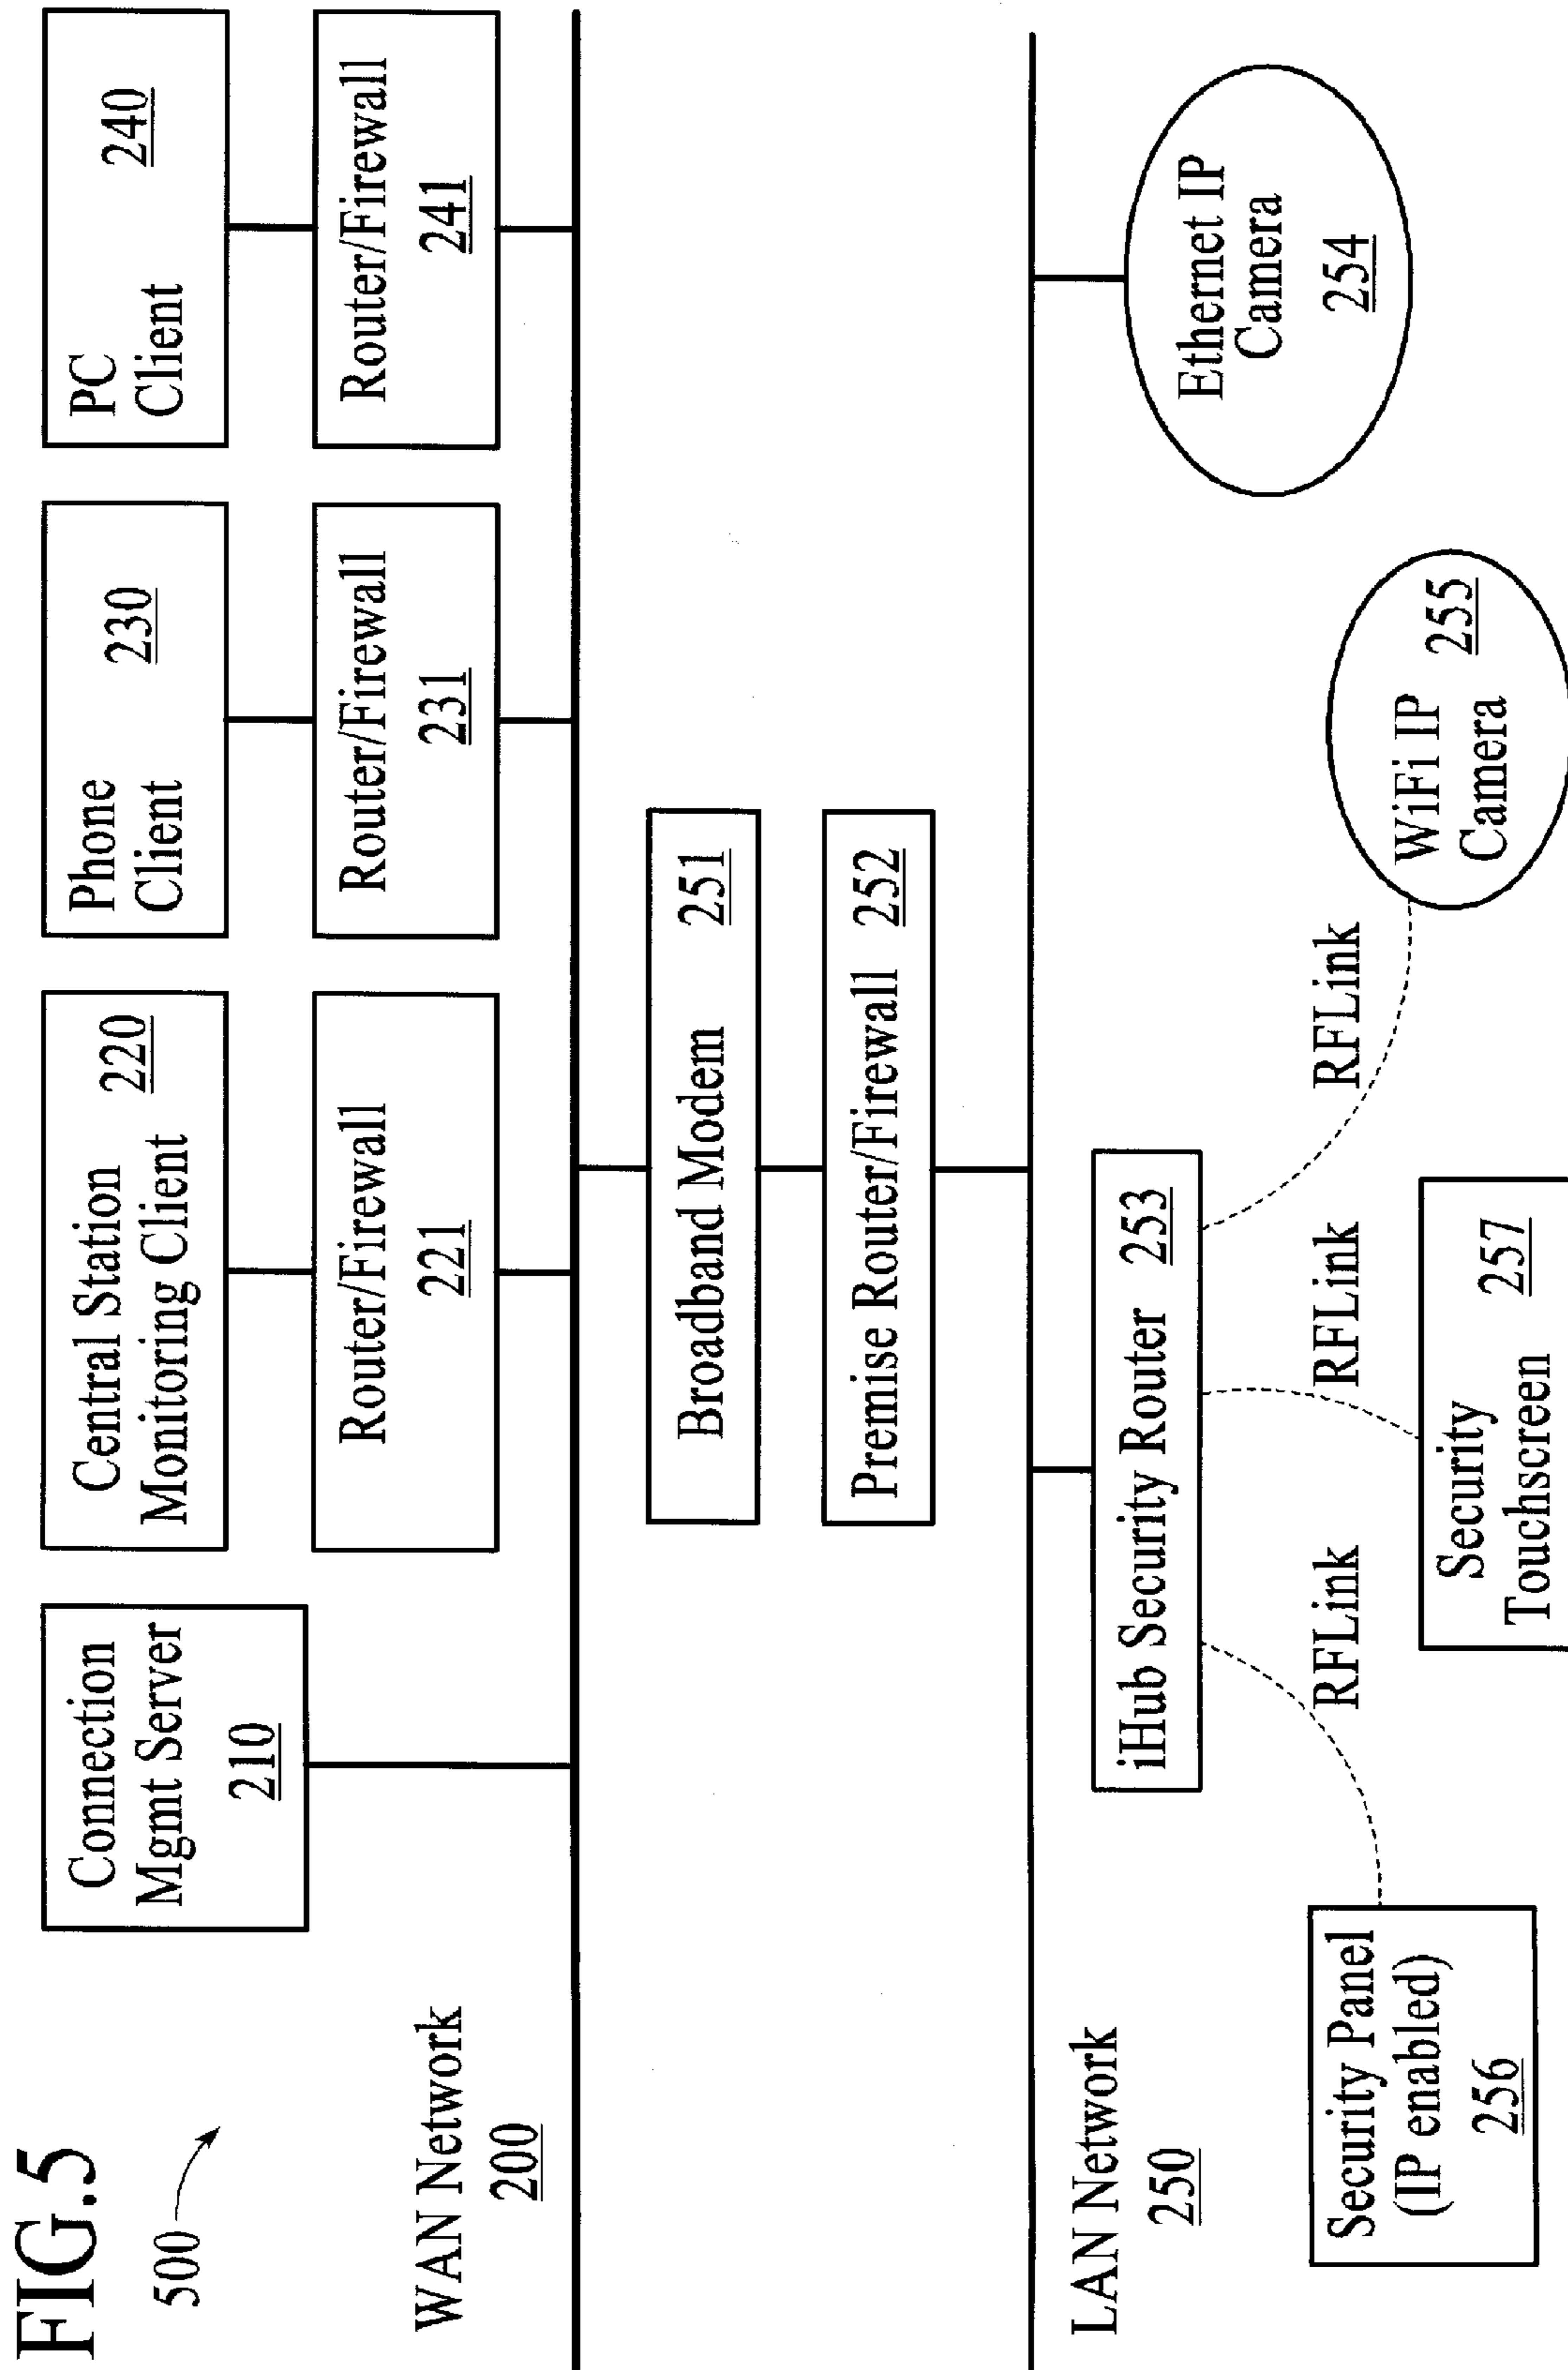 FIG.5
500
Connection
Mgmt Server
210
Central Station
Monitoring Client
220
Phone
Client
230
PC
Client
240
Router/Firewall
221
Router/Firewall
231
Router/Firewall
241
WAN Network
200
Broadband Modem 251
Premise Router/Firewall 252
LAN Network
250
iHub Security Router 253
RFLink
RFLink
RFLink
Security Panel
(IP enabled)
256
Security
Touchscreen
257
WiFi IP
Camera
255
Ethernet IP
Camera
254